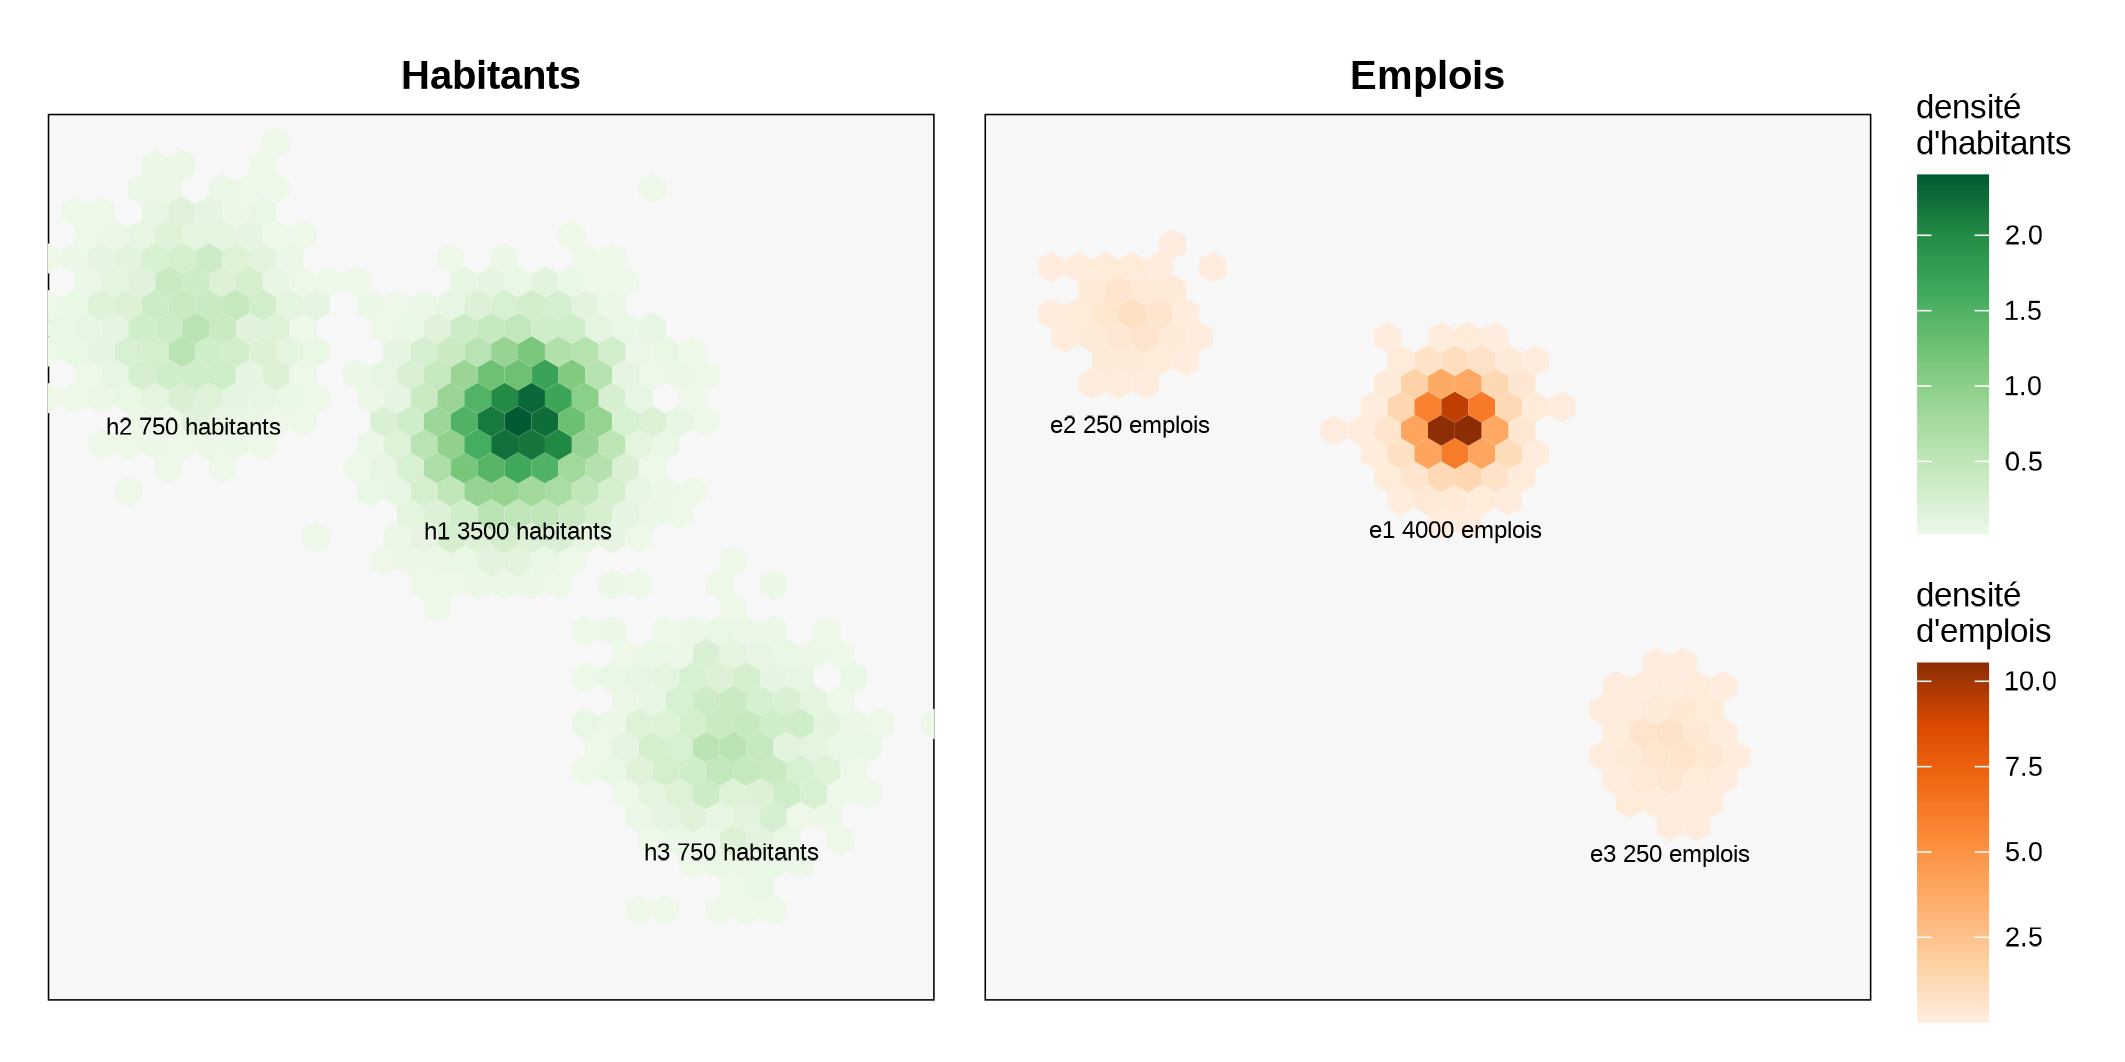 Habitants
Emplois
h2 750 habitants
h1 3500 habitants
h3 750 habitants
e2 250 emplois
e1 4000 emplois
e3 250 emplois
densité
d'habitants
2.0
1.5
1.0
0.5
densité
d'emplois
10.0
7.5
5.0
2.5